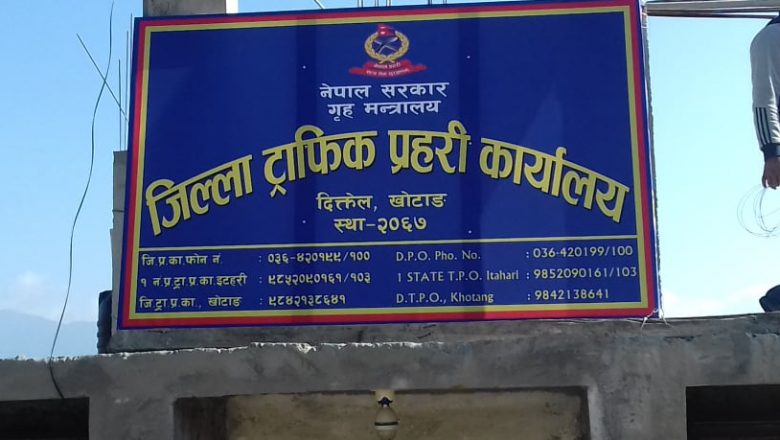 नेपाल सरकार
गृह मन्त्रालय
जिल्ला ट्राफिक प्रहरी कार्यालय
दिक्तेल, खोटाङ
स्था-२०६७
जि.प्र.का.फोन नं. : ०३६-४२०१९९/१०० D.P.O. Pho. No. : 036-420199/100
१ नं.प्र.ट्रा.प्र.का.इटहरी : ९८५२०९०१६१/१०३ 1 STATE T.P.O. Itahari : 9852090161/103
जि.ट्रा.प्र.का., खोटाङ : ९८४२१३८६४१ D.T.P.O., Khotang : 9842138641